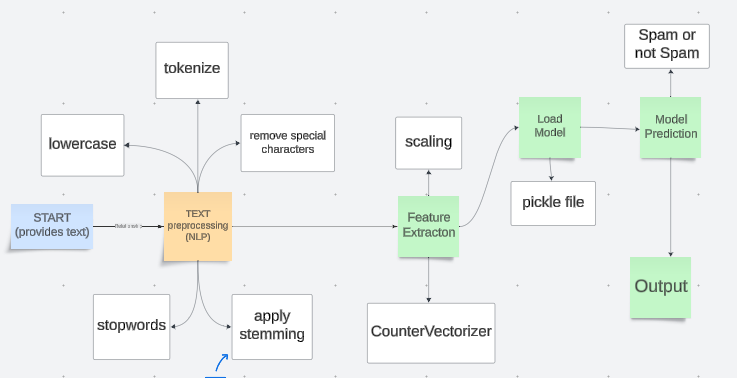 Spam or
not Spam
tokenize
lowercase
remove special
characters
scaling
Load
Model
Model
Prediction
pickle file
START
(provides text)
TEXT
preprocessing
(NLP)
Feature
Extracton
Output
stopwords
apply
stemming
CounterVectorizer